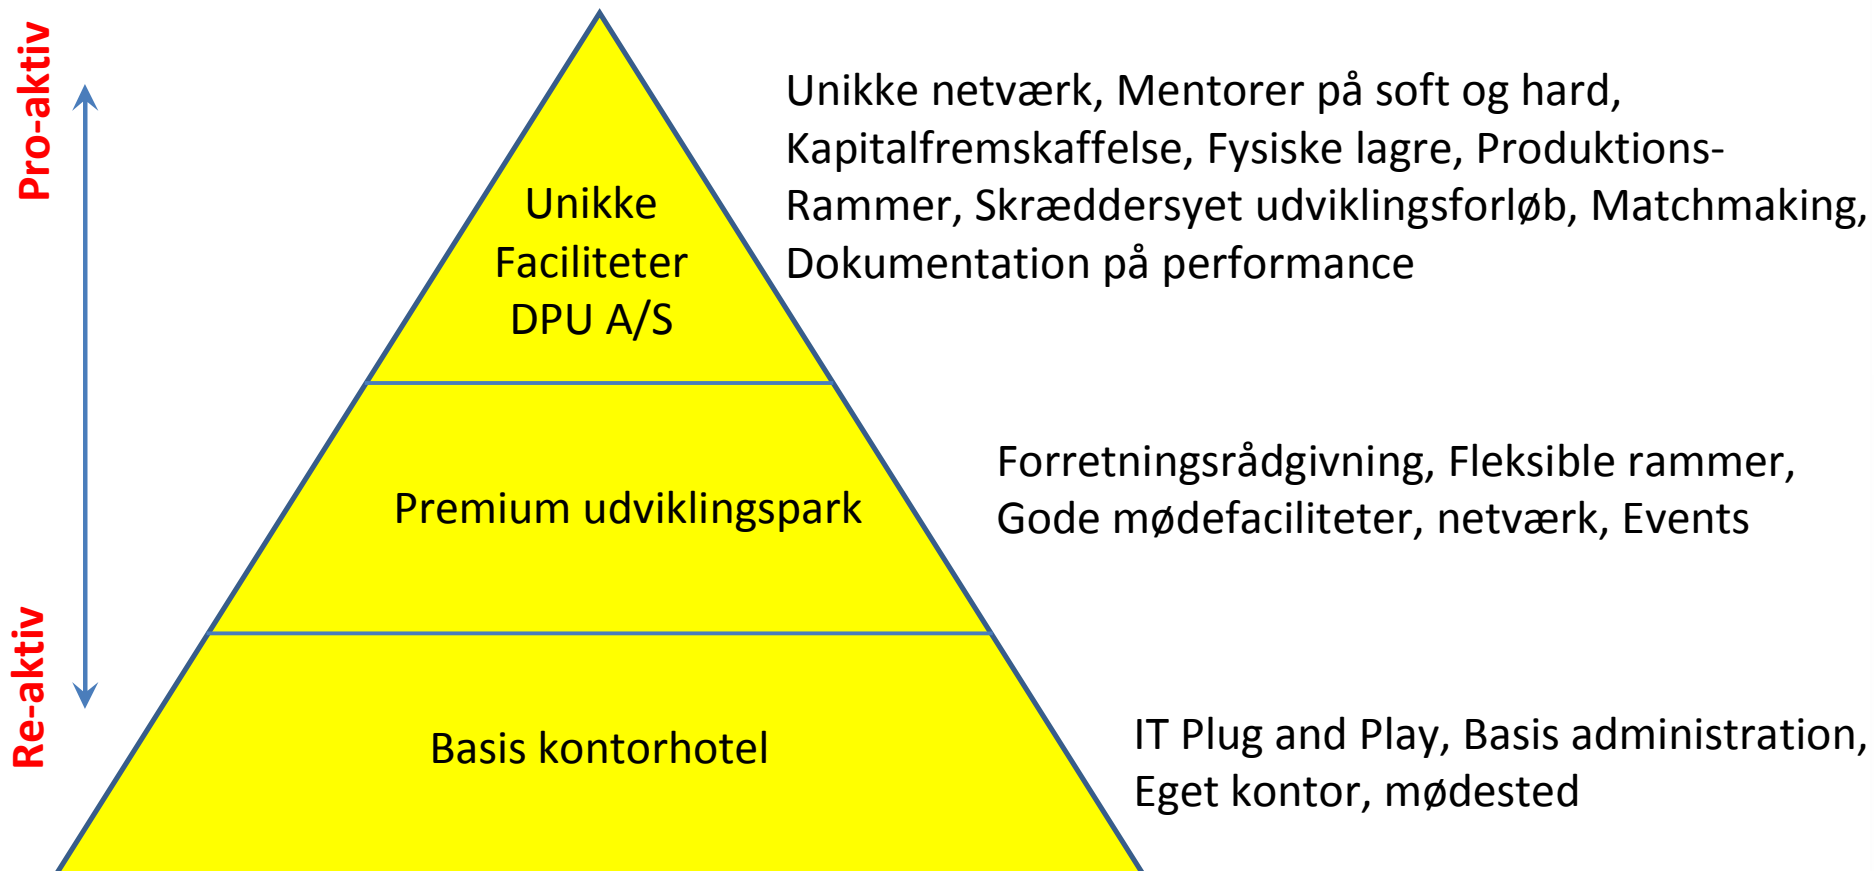 Pro-aktiv
Unikke netværk, Mentorer på soft og hard,
Kapitalfremskaffelse, Fysiske lagre, Produktions-
Rammer, Skræddersyet udviklingsforløb, Matchmaking,
Dokumentation på performance
Unikke
Faciliteter
DPU A/S
Forretningsrådgivning, Fleksible rammer,
Gode mødefaciliteter, netværk, Events
Premium udviklingspark
Re-aktiv
Basis kontorhotel
IT Plug and Play, Basis administration,
Eget kontor, mødested